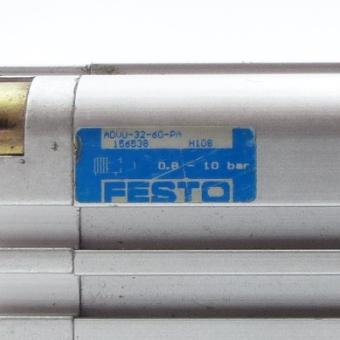 ADVU-32-60-PA
156538 H108
0.8 - 10 bar
FESTO